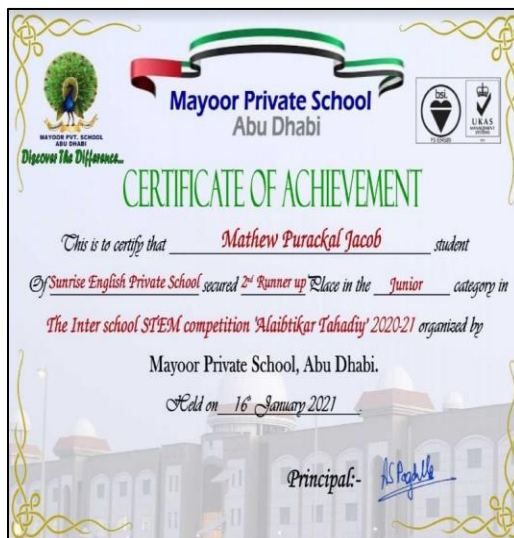 Mayoor Private School
Abu Dhabi
MAYOOR PVT. SCHOOL
ABU DHABI
Discover The Difference...
bsi.
UKAS
MANAGEMENT
SYSTEMS
CERTIFICATE OF ACHIEVEMENT
This is to certify that Mathew Purackal Jacob student
Of Sunrise English Private School secured 2nd Runner up Place in the Junior category in
The Inter school STEM competition 'Alaibtikar Tahadiy' 2020-21 organized by
Mayoor Private School, Abu Dhabi.
Held on 16th January 2021 .
Principal:-